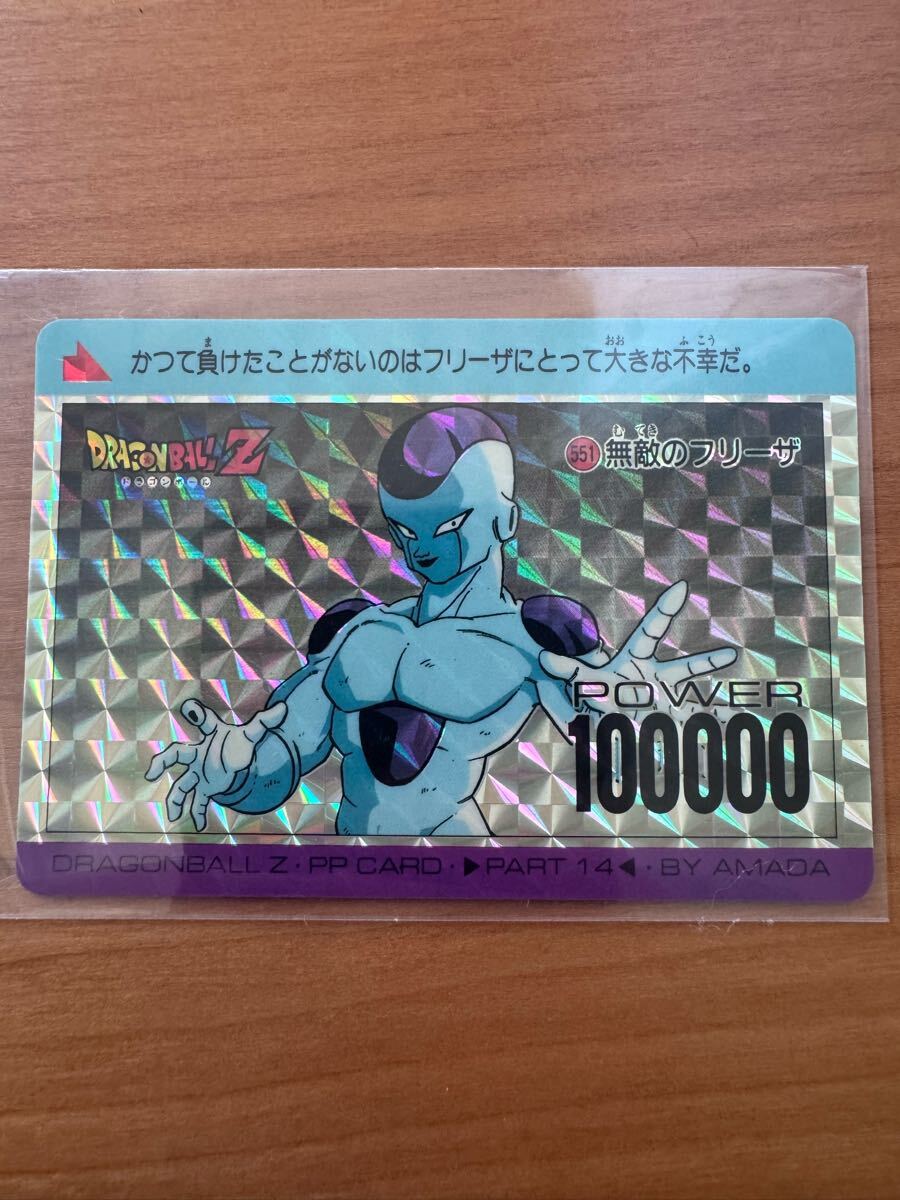 かつて負けたことがないのはフリーザにとって大きな不幸だ。
DRAGON BALL Z
ドラゴンボール
551 無敵のフリーザ
POWER
100000
DRAGONBALL Z・PP CARD・▶PART 14◀・BY AMADA